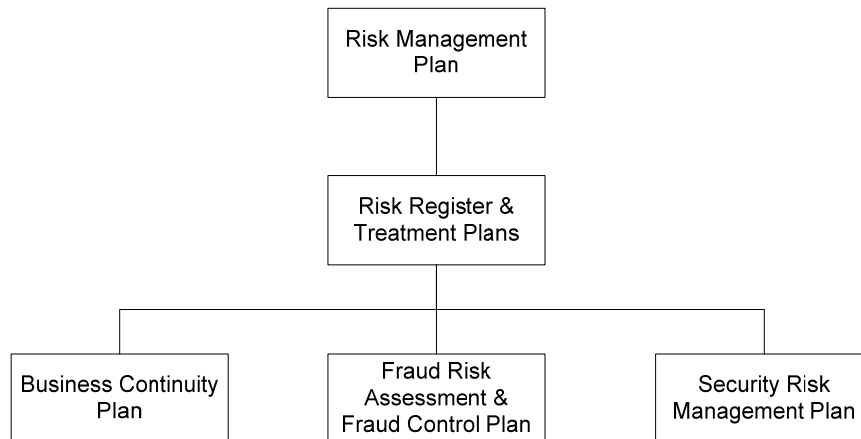 Risk Management
Plan
Risk Register &
Treatment Plans
Business Continuity
Plan
Fraud Risk
Assessment &
Fraud Control Plan
Security Risk
Management Plan